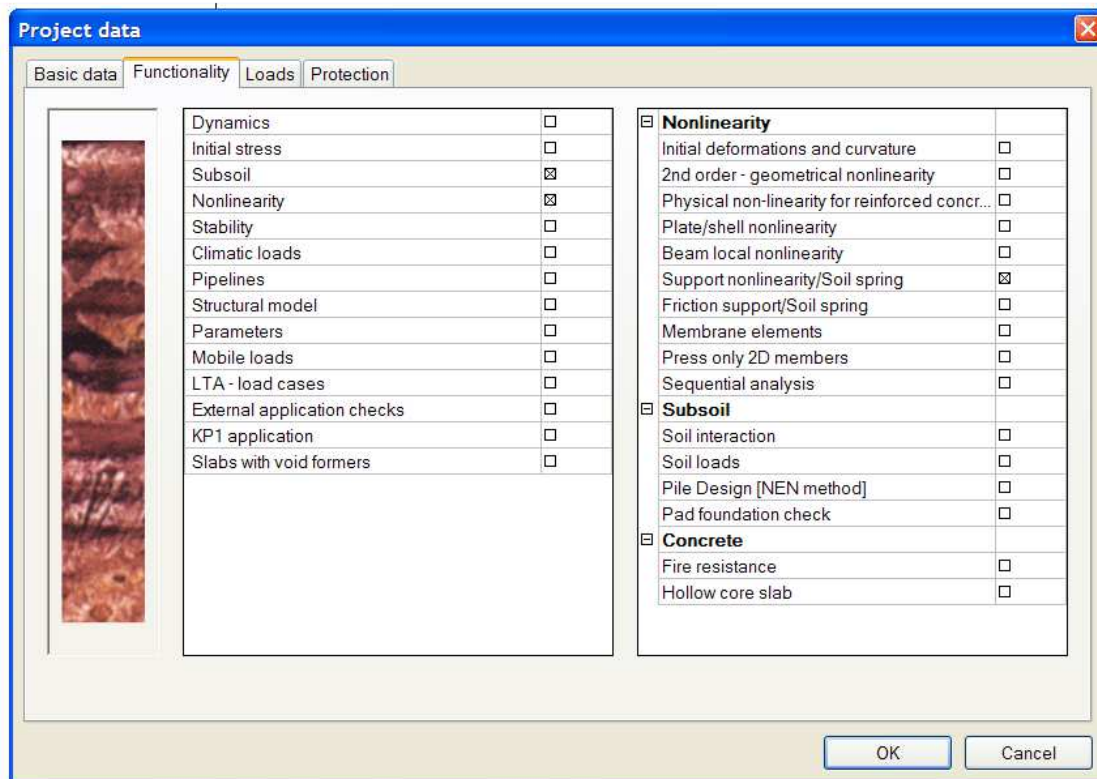 Project data
Basic data Functionality Loads Protection
Dynamics
Initial stress
Subsoil
Nonlinearity
Stability
Climatic loads
Pipelines
Structural model
Parameters
Mobile loads
LTA - load cases
External application checks
KP1 application
Slabs with void formers
Nonlinearity
Initial deformations and curvature
2nd order - geometrical nonlinearity
Physical non-linearity for reinforced concr...
Plate/shell nonlinearity
Beam local nonlinearity
Support nonlinearity/Soil spring
Friction support/Soil spring
Membrane elements
Press only 2D members
Sequential analysis
Subsoil
Soil interaction
Soil loads
Pile Design [NEN method]
Pad foundation check
Concrete
Fire resistance
Hollow core slab
OK Cancel